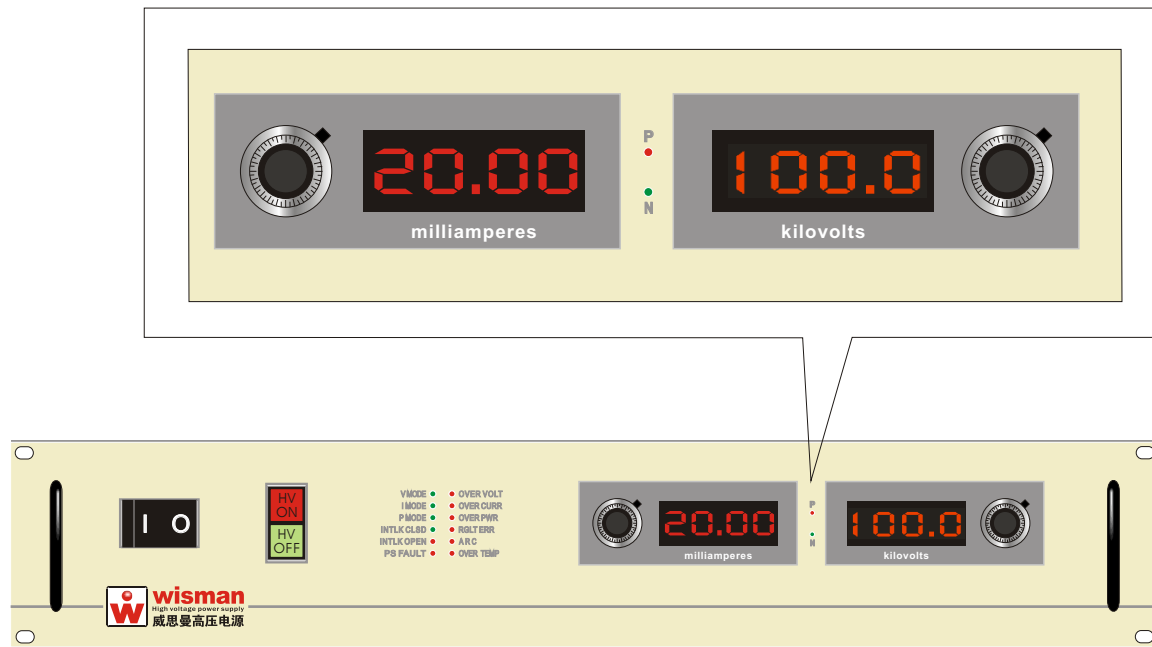 P
20.00
100.0
N
milliamperes
kilovolts
I O
HV
ON
HV
OFF
VMODE
I MODE
P MODE
INTLK CLSD
INTLK OPEN
PS FAULT
OVER VOLT
OVER CURR
OVER PWR
RGLT ERR
ARC
OVER TEMP
20.00
milliamperes
P
N
100.0
kilovolts
w
wisman
High voltage power supply
威思曼高压电源